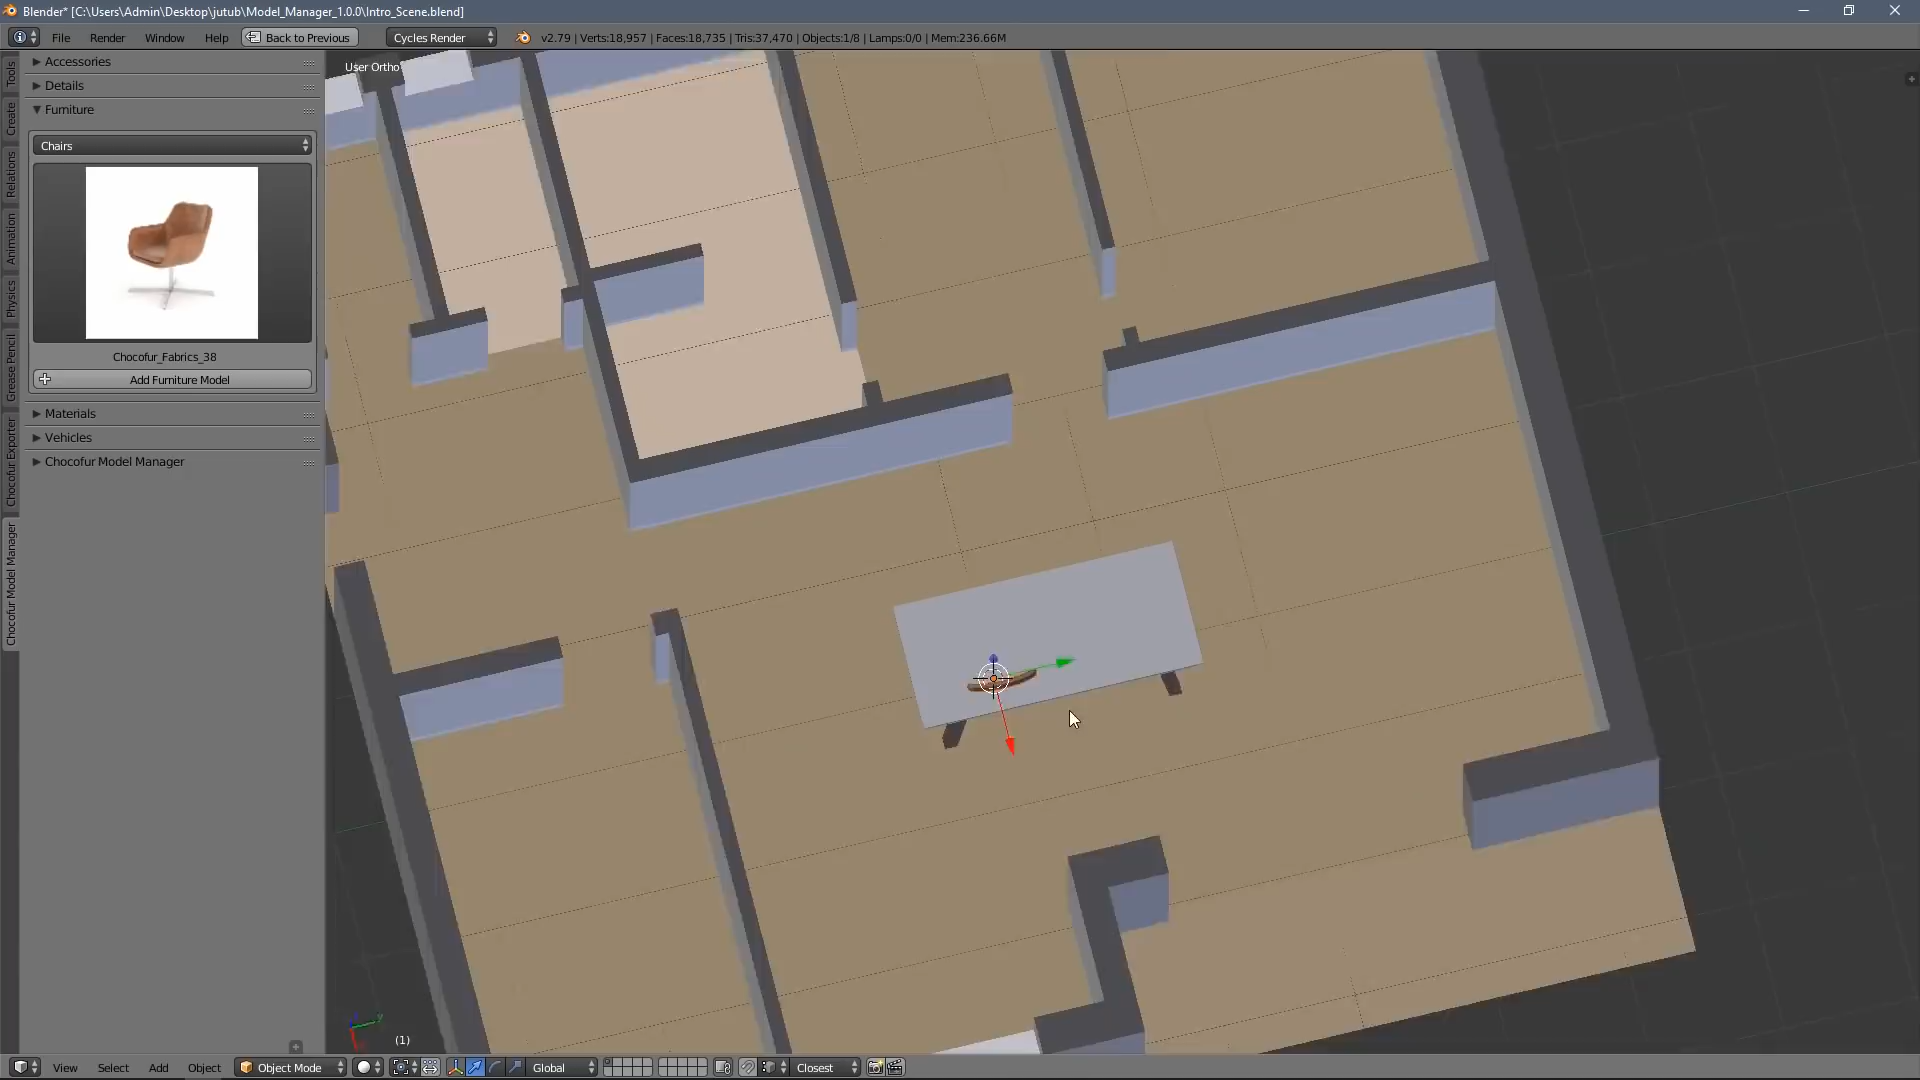 Blender* [C:\Users\Admin\Desktop\jutub\Model_Manager_1.0.0\Intro_Scene.blend]
File Render Window Help Back to Previous Cycles Render v2.79 | Verts:18,957 | Faces:18,735 | Tris:37,470 | Objects:1/8 | Lamps:0/0 | Mem:236.66M
Tools
Create
Relations
Animation
Physics
Grease Pencil
Chocofur Exporter
Chocofur Model Manager
Accessories
Details
Furniture
Chairs
Chocofur_Fabrics_38
Add Furniture Model
Materials
Vehicles
Chocofur Model Manager
User Ortho
(1)
View Select Add Object Object Mode Global Closest